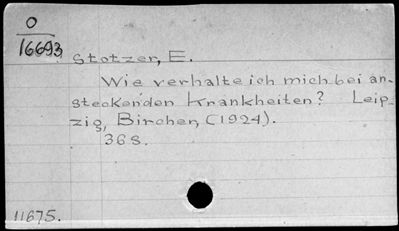 O
16693
Stotzer, E.
Wie verhalte ich mich bei an-
steckenden Krankheiten? Leip-
zig, Bircher, (1924).
36 S.
11675.